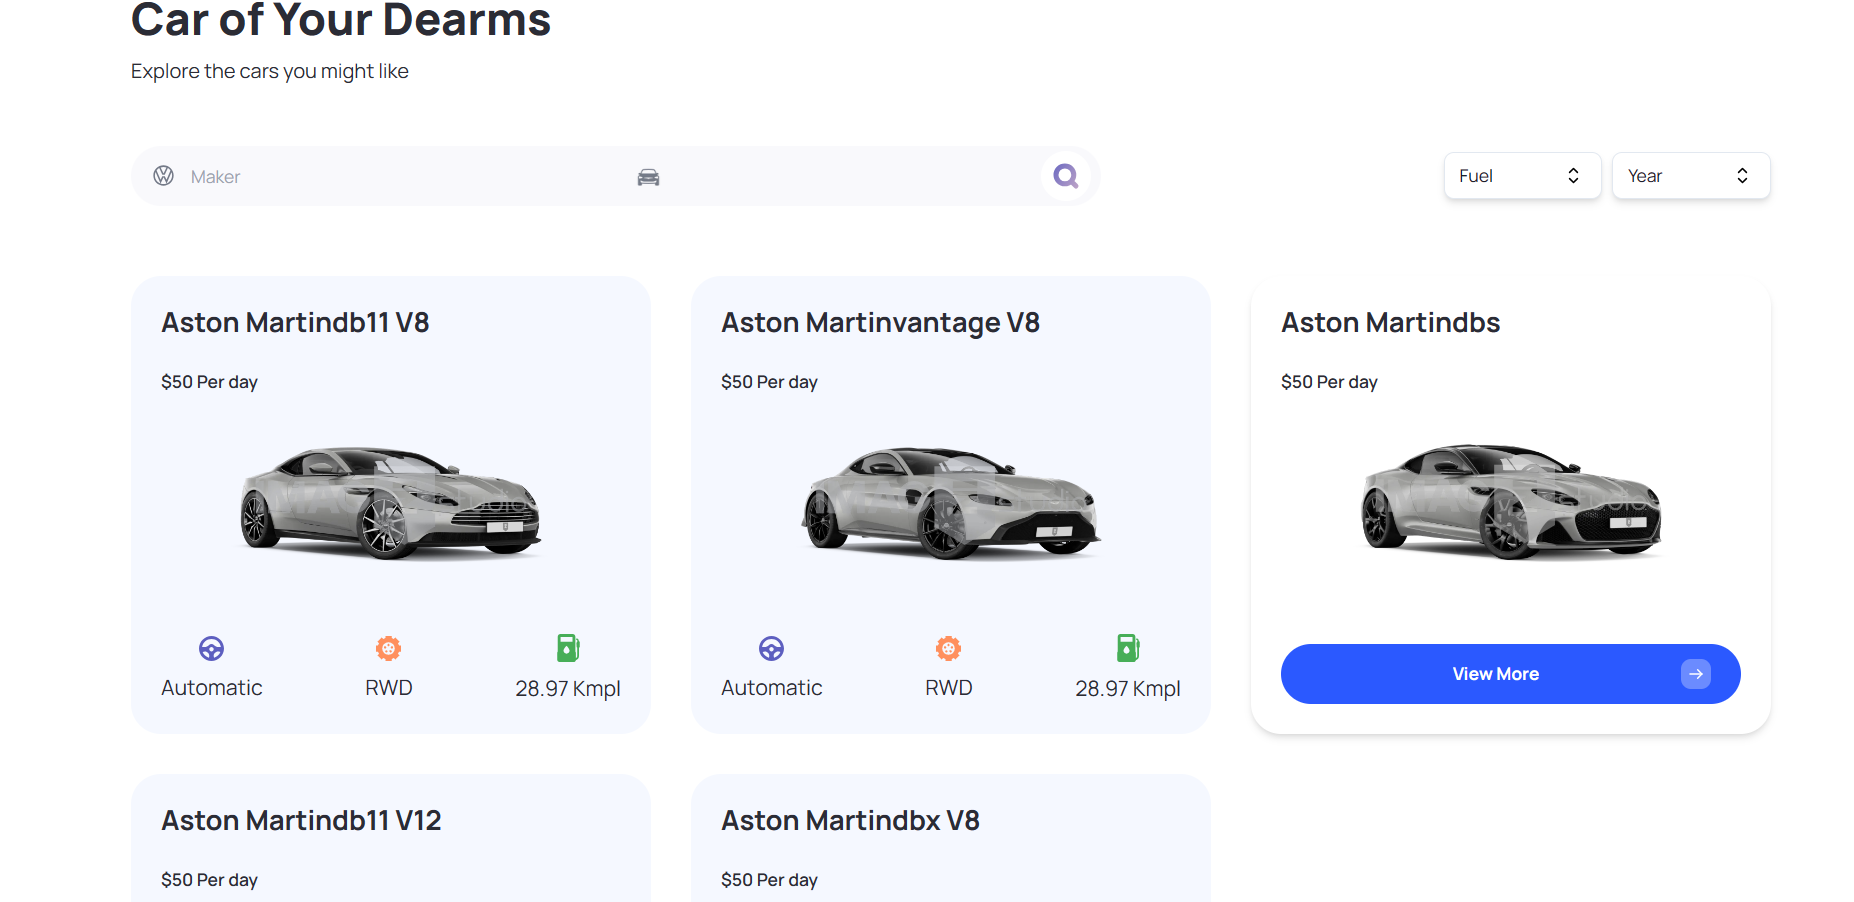 Car of Your Dearms
Explore the cars you might like
Maker
Fuel
Year
Aston Martindb11 V8
$50 Per day
Automatic
RWD
28.97 Kmpl
Aston Martinvantage V8
$50 Per day
Automatic
RWD
28.97 Kmpl
Aston Martindbs
$50 Per day
View More
Aston Martindb11 V12
$50 Per day
Aston Martindbx V8
$50 Per day